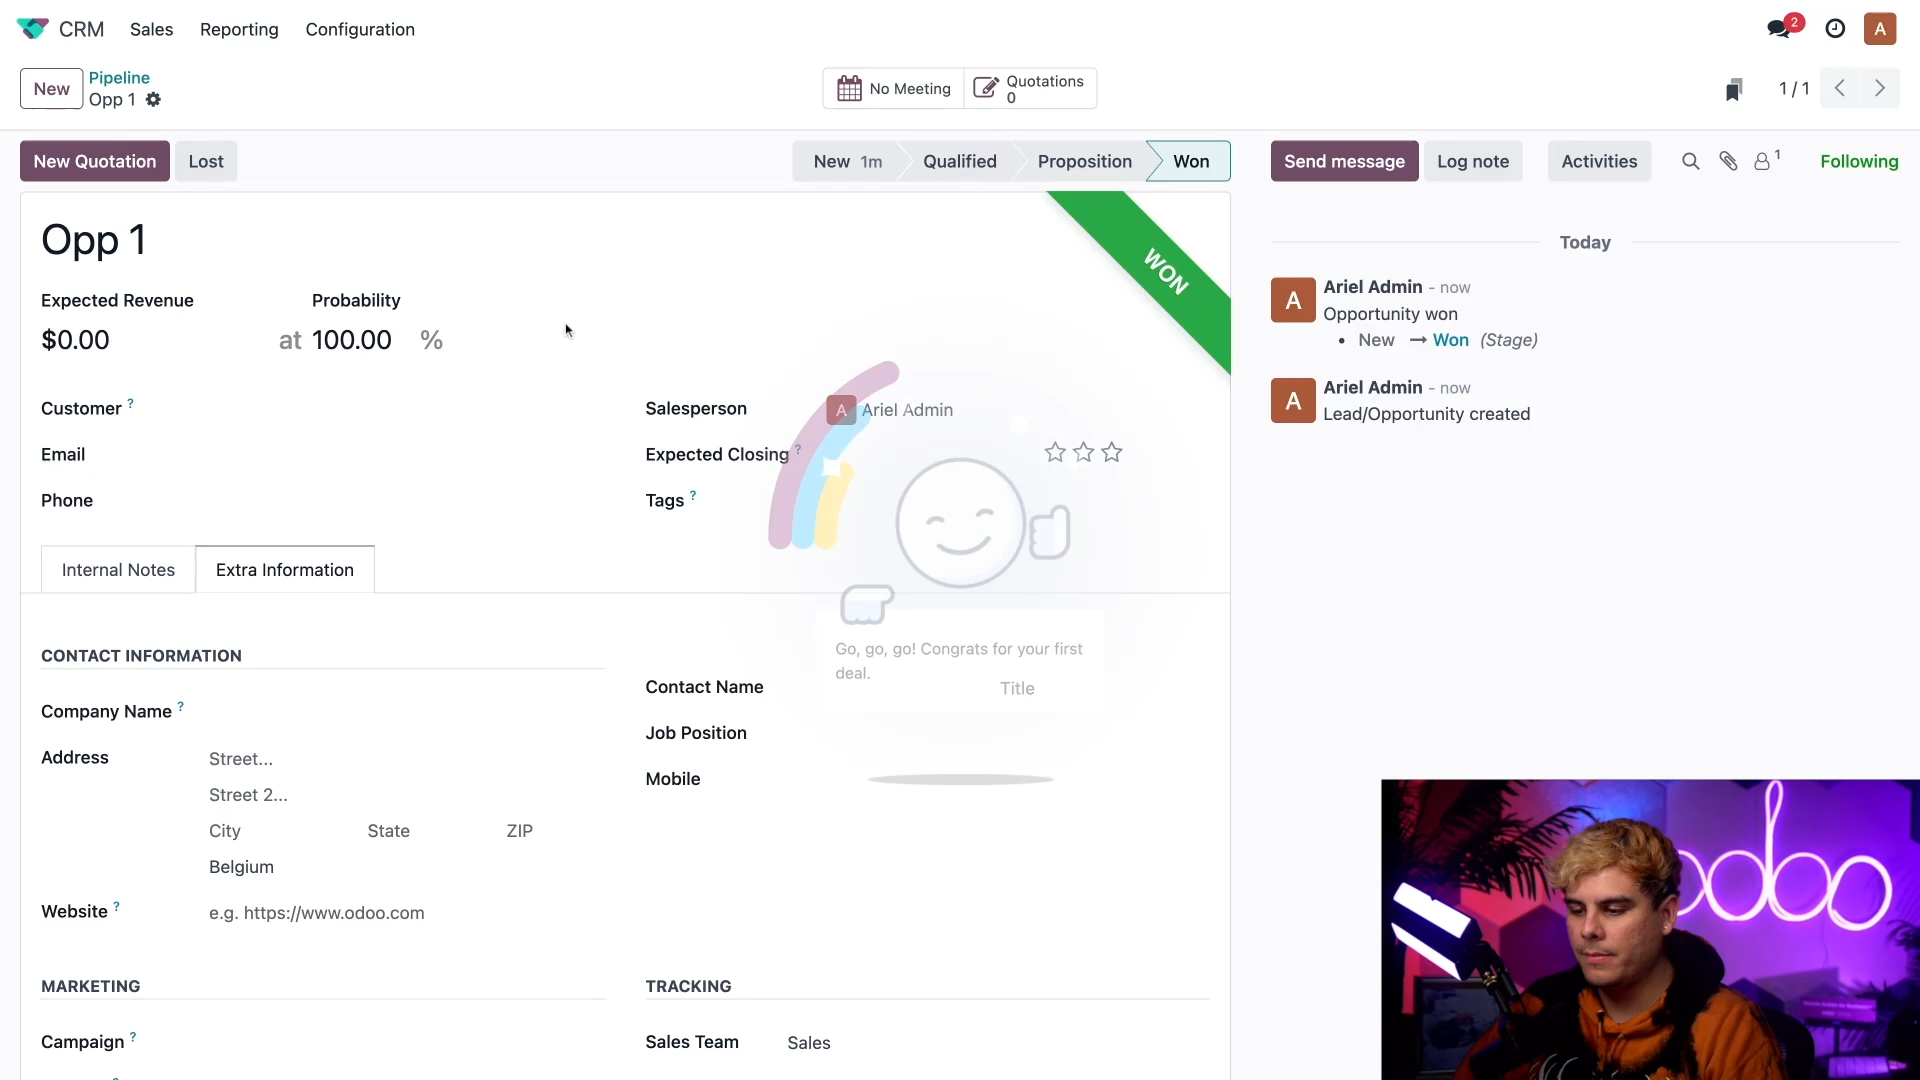 CRM Sales Reporting Configuration 2 A
New Pipeline
Opp 1
No Meeting Quotations
0
1 / 1
New Quotation Lost New 1m Qualified Proposition Won
Send message Log note Activities 1 Following
Opp 1
WON
Expected Revenue Probability
$0.00 at 100.00 %
Customer ?
Email
Phone
Salesperson A Ariel Admin
Expected Closing ?
Tags ?
Internal Notes Extra Information
Go, go, go! Congrats for your first
deal.
CONTACT INFORMATION
Company Name ?
Address Street...
Street 2...
City State ZIP
Belgium
Website ? e.g. https://www.odoo.com
Contact Name Title
Job Position
Mobile
MARKETING
Campaign ?
?
TRACKING
Sales Team Sales
Today
A Ariel Admin - now
Opportunity won
• New → Won (Stage)
A Ariel Admin - now
Lead/Opportunity created
odoo